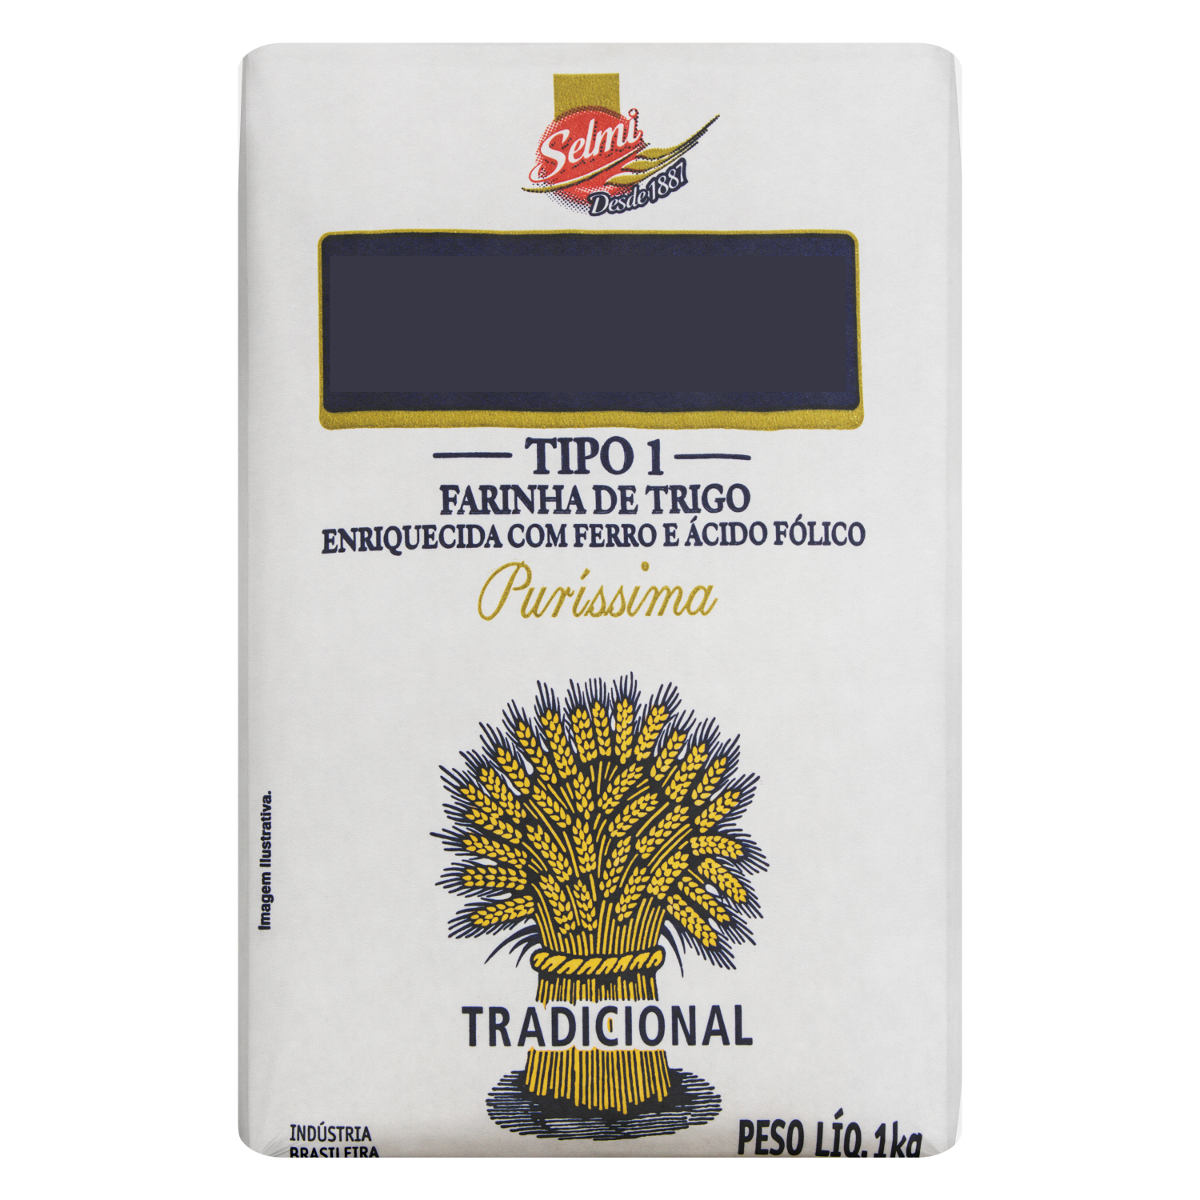 Selmi
Desde 1887
TIPO 1
FARINHA DE TRIGO
ENRIQUECIDA COM FERRO E ÁCIDO FÓLICO
Puríssima
Imagem Ilustrativa.
TRADICIONAL
INDÚSTRIA
BRASILEIRA
PESO LÍQ. 1kg